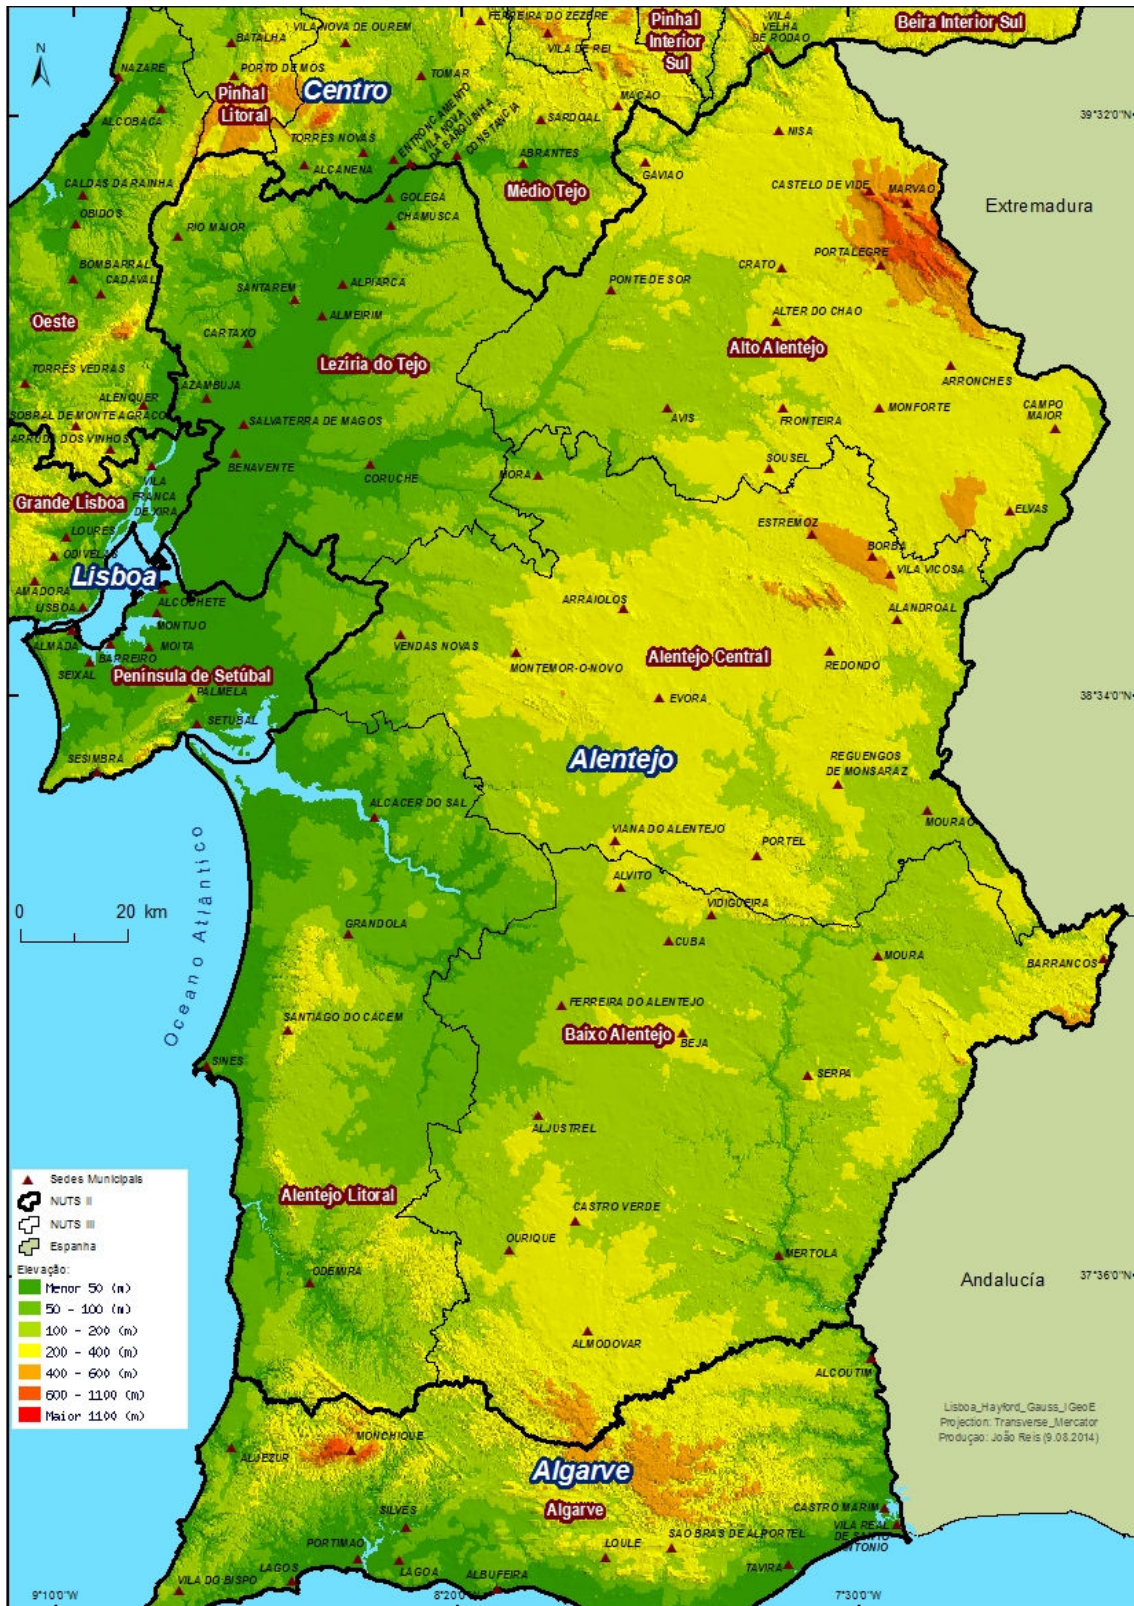 FERREIRA DO ZEZERE
VILA NOVA DE OUREM
BATALHA
Pinhal
Interior
Sul
VILA
VELHA
DE RODAO
Beira Interior Sul
N
VILA DE REI
NAZARE
PORTO DE MOS
TOMAR
Pinhal
Litoral
Centro
MAÇAO
ALCOBACA
ENTRONCAMENTO
VILA NOVA
DA BARQUINHA
CONSTANCIA
SARDOAL
39°32'0"N
NISA
TORRES NOVAS
ALCANENA
ABRANTES
GAVIAO
CALDAS DA RAINHA
GOLEGA
Médio Tejo
CASTELO DE VIDE
MARVAO
Extremadura
OBIDOS
RIO MAIOR
CHAMUSCA
PORTALEGRE
BOMBARRAL
CADAVAL
CRATO
SANTAREM
ALPIARCA
PONTE DE SOR
Oeste
ALMEIRIM
ALTER DO CHAO
CARTAXO
Lezíria do Tejo
Alto Alentejo
TORRES VEDRAS
ARRONCHES
ALENQUER
AZAMBUJA
SOBRAL DE MONTE AGRACO
SALVATERRA DE MAGOS
AVIS
FRONTEIRA
MONFORTE
CAMPO
MAIOR
ARRUDA DOS VINHOS
BENAVENTE
SOUSEL
VILA
FRANCA
DE XIRA
CORUCHE
MORA
Grande Lisboa
LOURES
ESTREMOZ
ELVAS
ODIVELAS
BORBA
Lisboa
VILA VICOSA
AMADORA
ALCOCHETE
LISBOA
ARRAIOLOS
ALANDROAL
MONTIJO
ALMADA
MOITA
VENDAS NOVAS
BARREIRO
SEIXAL
MONTEMOR-O-NOVO
Alentejo Central
REDONDO
Península de Setúbal
PALMELA
EVORA
38°34'0"N
SETUBAL
SESIMBRA
Alentejo
REGUENGOS
DE MONSARAZ
ALCACER DO SAL
MOURAO
Oceano Atlântico
VIANA DO ALENTEJO
PORTEL
ALVITO
0 20 km
VIDIGUEIRA
GRANDOLA
CUBA
MOURA
BARRANCOS
FERREIRA DO ALENTEJO
SANTIAGO DO CACEM
Baixo Alentejo
BEJA
SINES
SERPA
ALJUSTREL
Sedes Municipais
NUTS II
NUTS III
Espanha
Elevação:
Menor 50 (m)
50 - 100 (m)
100 - 200 (m)
200 - 400 (m)
400 - 600 (m)
600 - 1100 (m)
Maior 1100 (m)
Alentejo Litoral
CASTRO VERDE
OURIQUE
MERTOLA
ODEMIRA
Andalucía
37°36'0"N
ALMODOVAR
ALCOUTIM
Lisboa_Hayford_Gauss_IGeoE
Projection: Transverse_Mercator
Produçao: João Reis (9.08.2014)
MONCHIQUE
ALJEZUR
Algarve
Algarve
CASTRO MARIM
SILVES
VILA REAL
DE SANTO
ANTONIO
PORTIMAO
SAO BRAS DE ALPORTEL
LOULE
LAGOS
LAGOA
TAVIRA
VILA DO BISPO
ALBUFEIRA
9°10'0"W
8°20'0"W
7°30'0"W